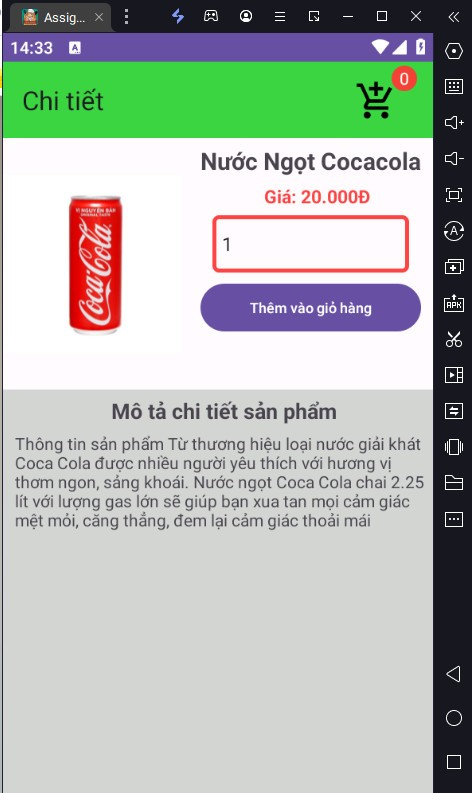 Assig...
14:33
A
Chi tiết
0
Nước Ngọt Cocacola
Giá: 20.000Đ
1
Thêm vào giỏ hàng
Coca-Cola
Mô tả chi tiết sản phẩm
Thông tin sản phẩm Từ thương hiệu loại nước giải khát
Coca Cola được nhiều người yêu thích với hương vị
thơm ngon, sảng khoái. Nước ngọt Coca Cola chai 2.25
lít với lượng gas lớn sẽ giúp bạn xua tan mọi cảm giác
mệt mỏi, căng thẳng, đem lại cảm giác thoải mái
A
APK